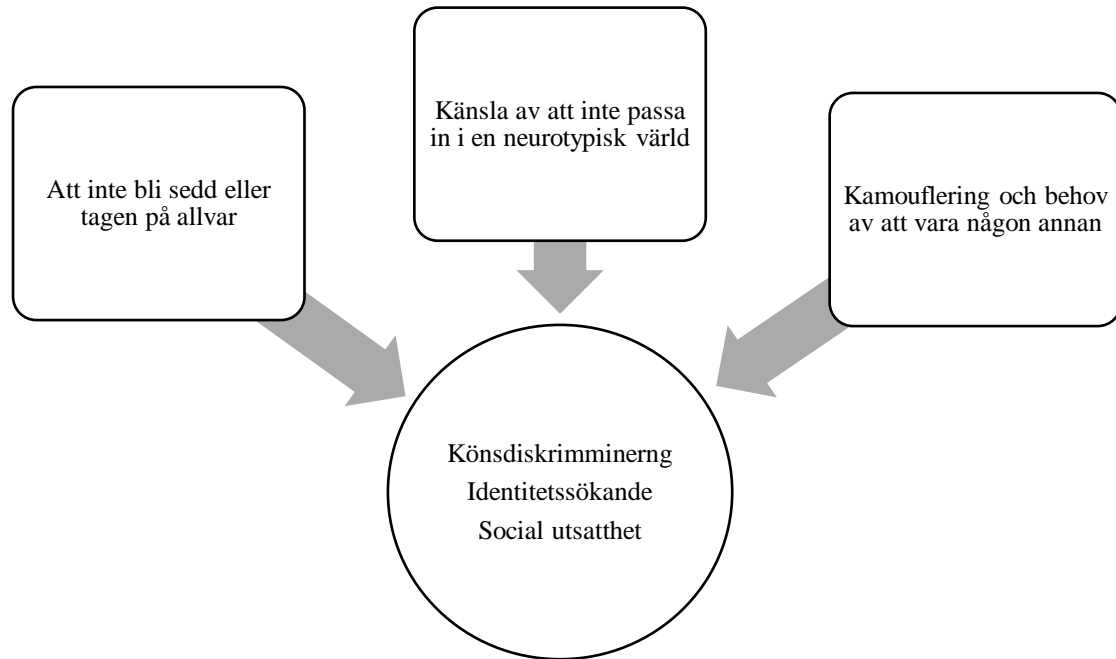 Att inte bli sedd eller
tagen på allvar
Känsla av att inte passa
in i en neurotypisk värld
Kamouflering och behov
av att vara någon annan
Könsdiskrimminerng
Identitetssökande
Social utsatthet